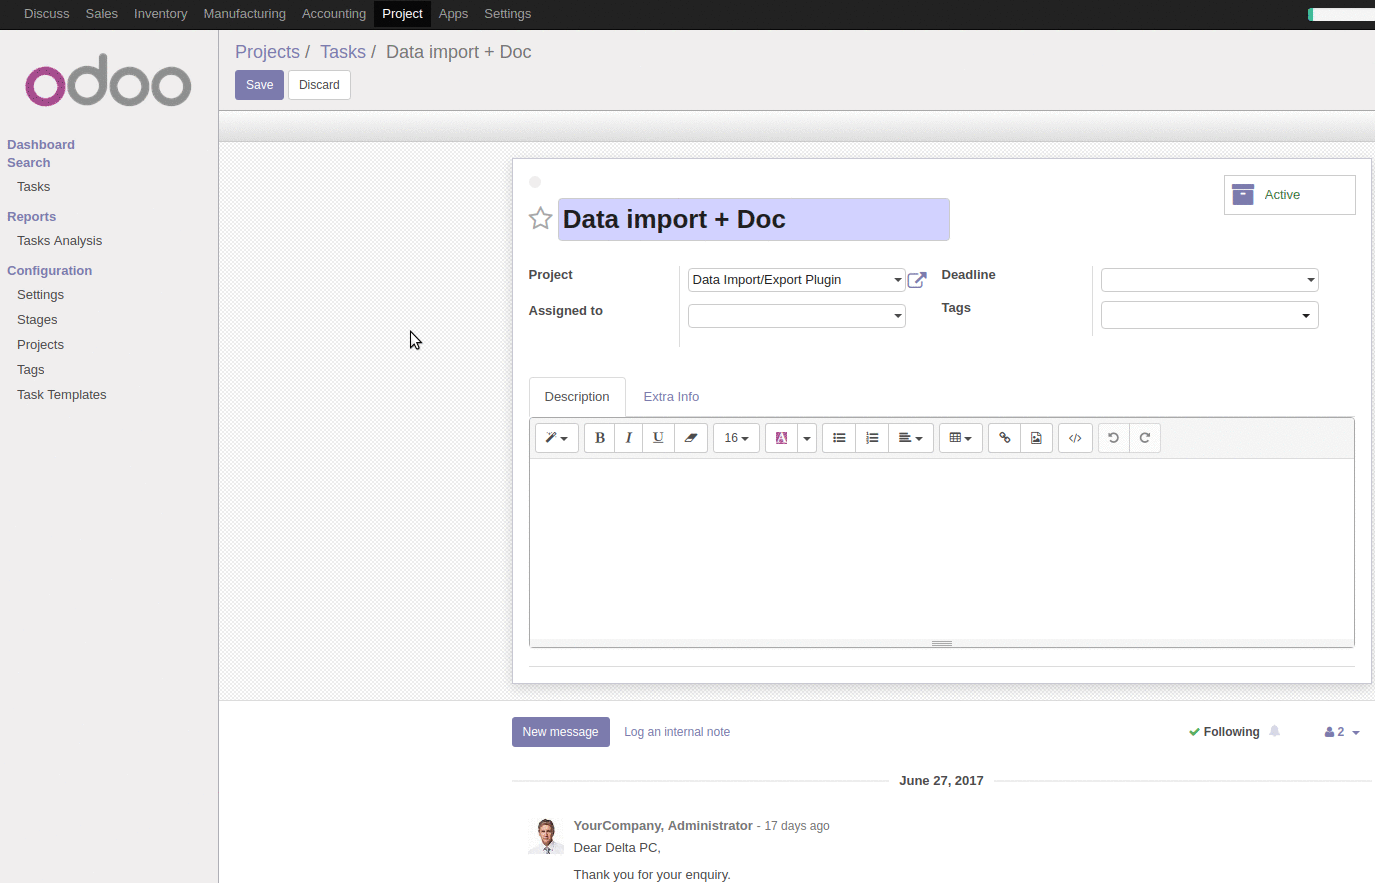 Discuss Sales Inventory Manufacturing Accounting Project Apps Settings
odoo
Projects / Tasks / Data import + Doc
Save Discard
Dashboard
Search
Tasks
Reports
Tasks Analysis
Configuration
Settings
Stages
Projects
Tags
Task Templates
Active
Data import + Doc
Project Data Import/Export Plugin Deadline
Assigned to Tags
Description Extra Info
B I U 16 A
New message Log an internal note Following 2
June 27, 2017
YourCompany, Administrator - 17 days ago
Dear Delta PC,
Thank you for your enquiry.